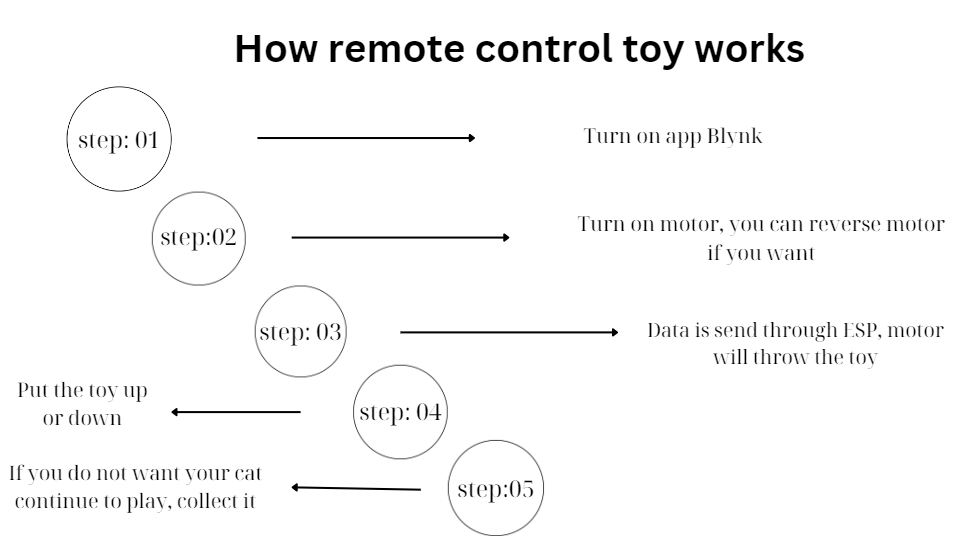 How remote control toy works
step: 01
Turn on app Blynk
step:02
Turn on motor, you can reverse motor
if you want
step: 03
Data is send through ESP, motor
will throw the toy
step: 04
Put the toy up
or down
step:05
If you do not want your cat
continue to play, collect it